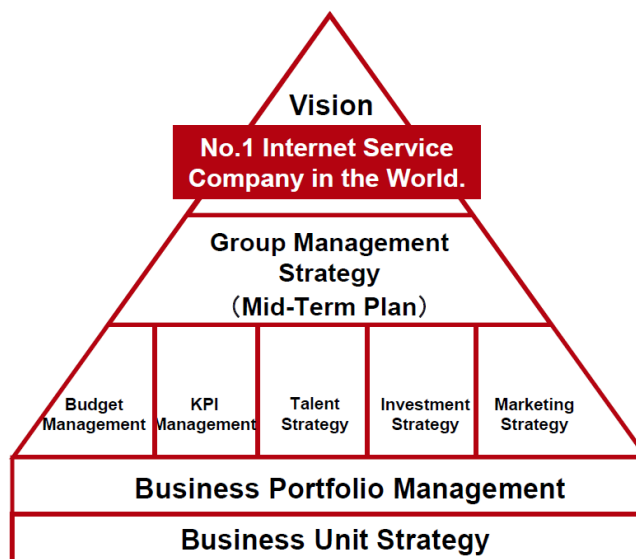 Vision
No.1 Internet Service
Company in the World.
Group Management
Strategy
（Mid-Term Plan）
Budget
Management
KPI
Management
Talent
Strategy
Investment
Strategy
Marketing
Strategy
Business Portfolio Management
Business Unit Strategy